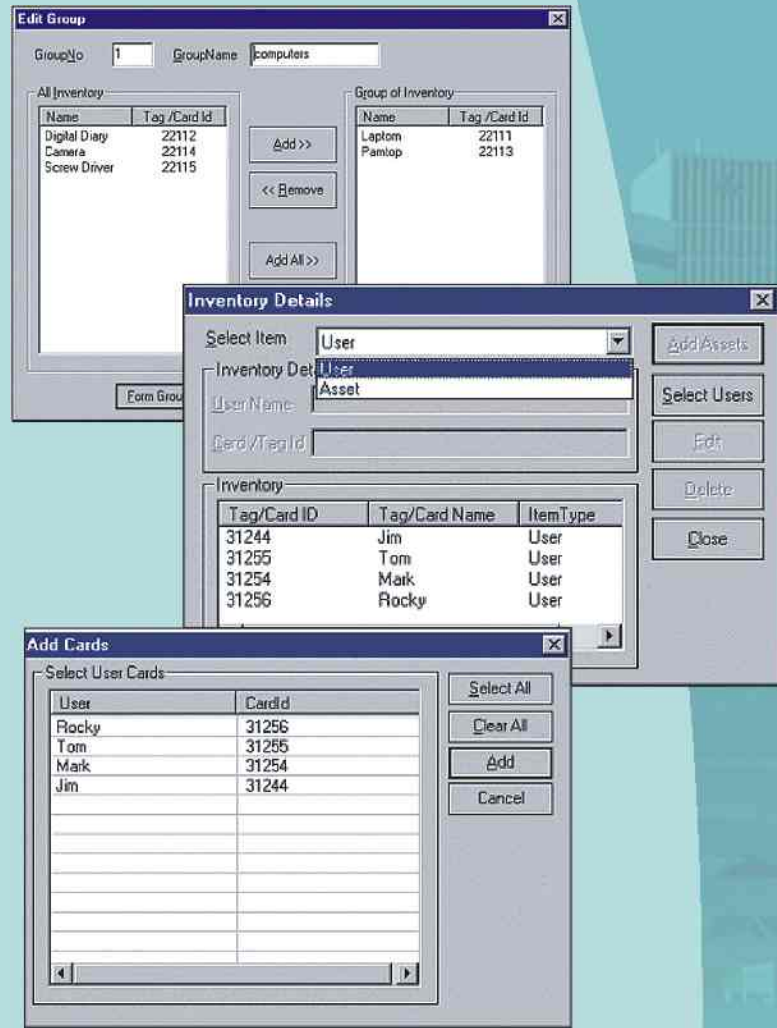 Edit Group
GroupNo 1 GroupName computers
All Inventory
Name Tag /Card Id
Digital Diary 22112
Camera 22114
Screw Driver 22115
Add >>
<< Remove
Add All >>
Group of Inventory
Name Tag /Card Id
Laptom 22111
Pamtop 22113
Form Grou
Inventory Details
Select Item User
User
Asset
Inventory Det
User Name
Card /Tag Id
Add Assets
Select Users
Edit
Delete
Close
Inventory
Tag/Card ID Tag/Card Name ItemType
31244 Jim User
31255 Tom User
31254 Mark User
31256 Rocky User
Add Cards
Select User Cards
User CardId
Rocky 31256
Tom 31255
Mark 31254
Jim 31244
Select All
Clear All
Add
Cancel